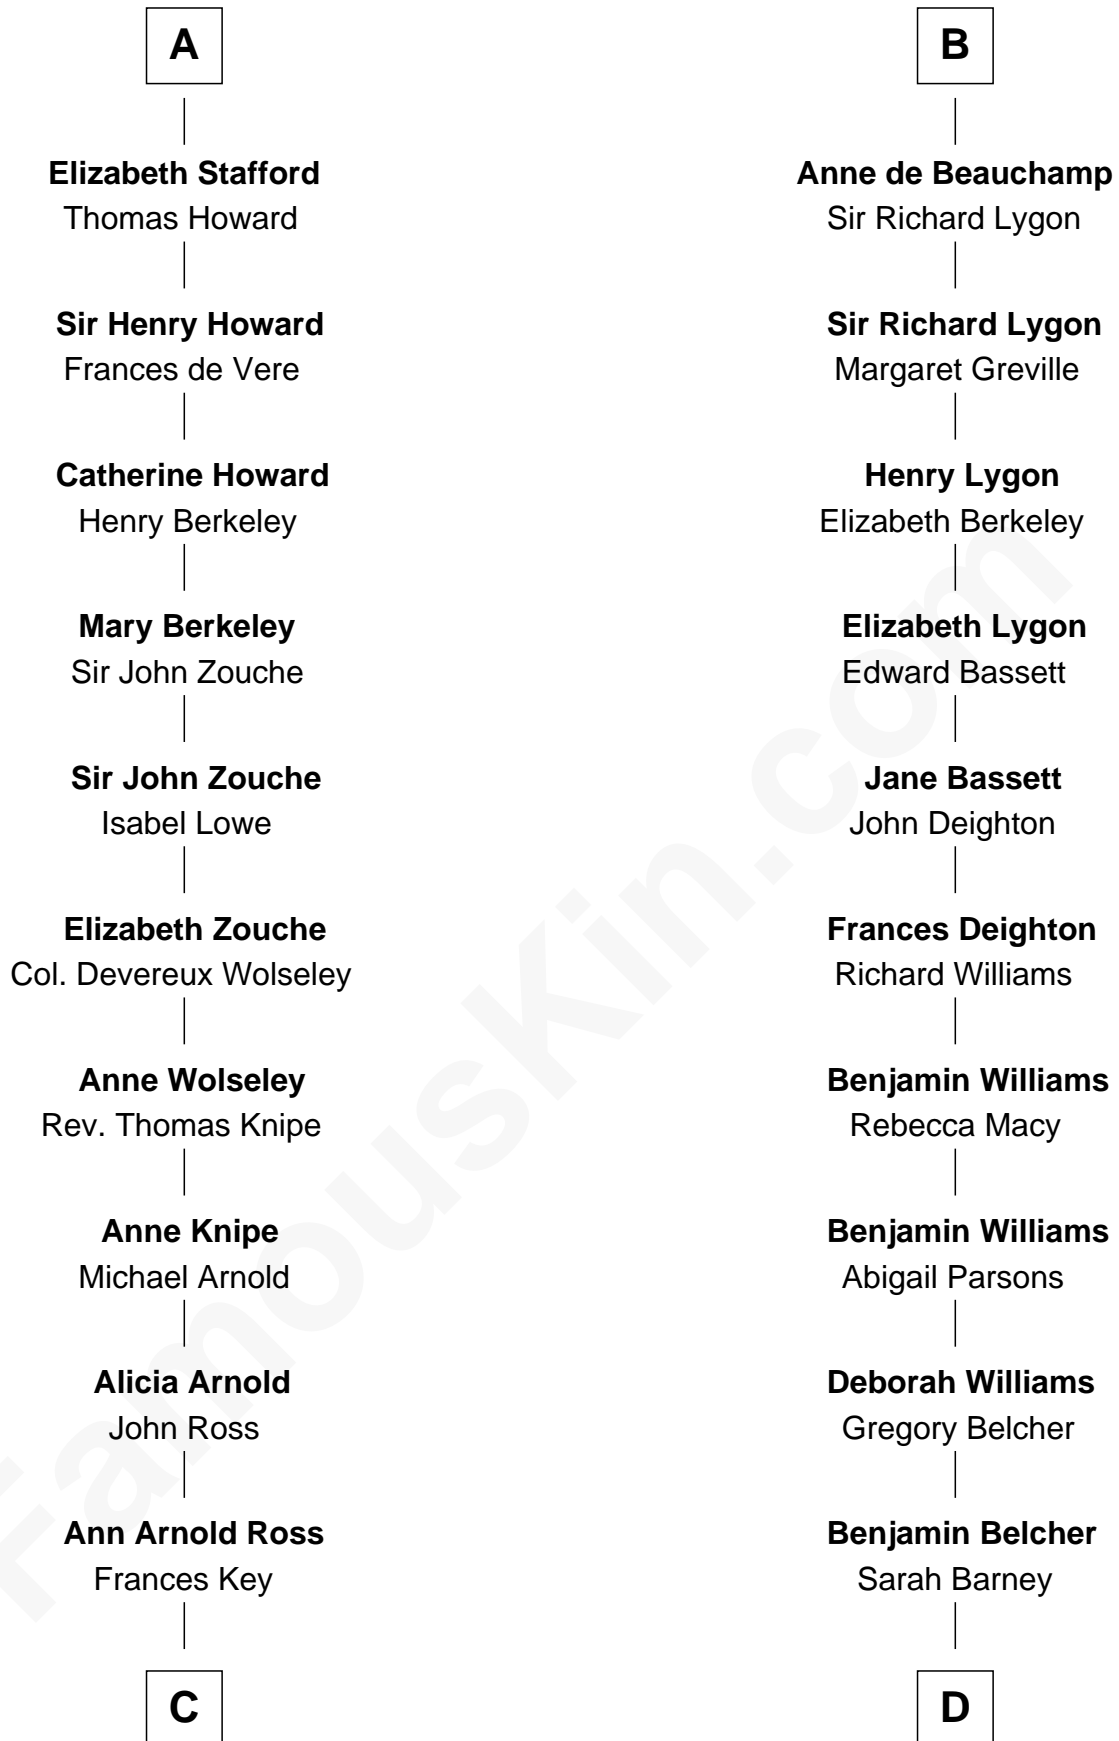 A
Elizabeth Stafford
Thomas Howard
Sir Henry Howard
Frances de Vere
Catherine Howard
Henry Berkeley
Mary Berkeley
Sir John Zouche
Sir John Zouche
Isabel Lowe
Elizabeth Zouche
Col. Devereux Wolseley
Anne Wolseley
Rev. Thomas Knipe
Anne Knipe
Michael Arnold
Alicia Arnold
John Ross
Ann Arnold Ross
Frances Key
C
B
Anne de Beauchamp
Sir Richard Lygon
Sir Richard Lygon
Margaret Greville
Henry Lygon
Elizabeth Berkeley
Elizabeth Lygon
Edward Bassett
Jane Bassett
John Deighton
Frances Deighton
Richard Williams
Benjamin Williams
Rebecca Macy
Benjamin Williams
Abigail Parsons
Deborah Williams
Gregory Belcher
Benjamin Belcher
Sarah Barney
D
FamousKin.com